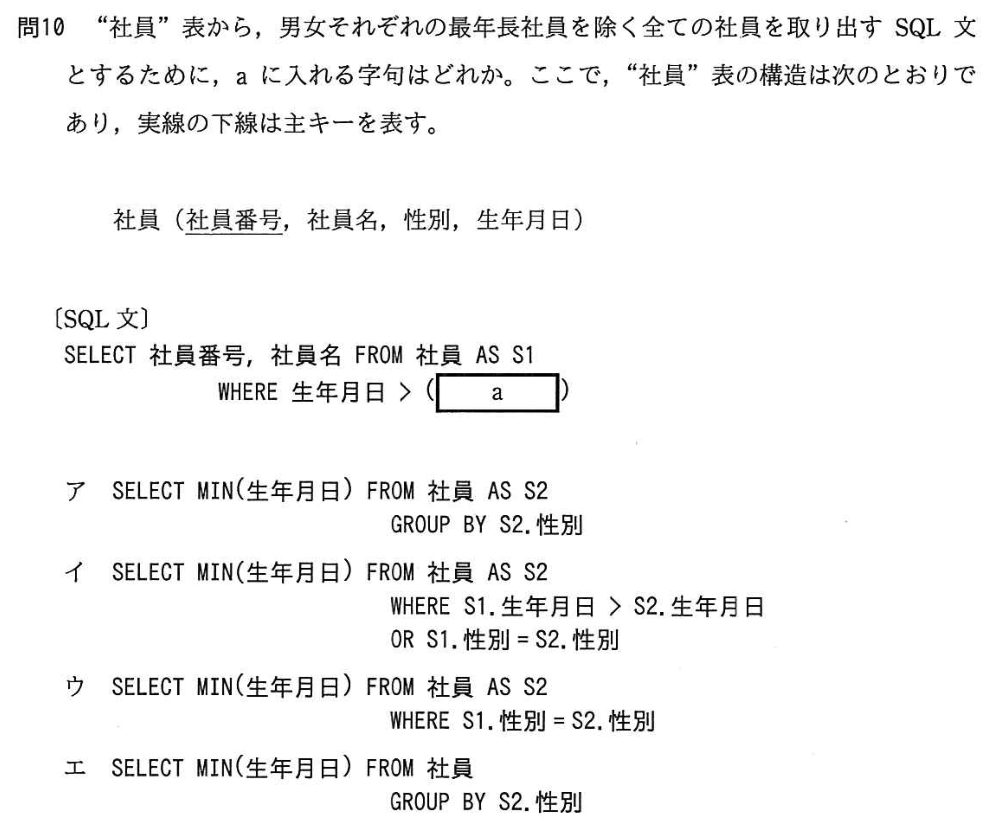 問10 “社員”表から，男女それぞれの最年長社員を除く全ての社員を取り出す SQL 文
とするために，a に入れる字句はどれか。ここで，“社員”表の構造は次のとおりで
あり，実線の下線は主キーを表す。
社員（社員番号，社員名，性別，生年月日）
〔SQL 文〕
SELECT 社員番号, 社員名 FROM 社員 AS S1
WHERE 生年月日 > ( a )
ア SELECT MIN(生年月日) FROM 社員 AS S2
GROUP BY S2.性別
イ SELECT MIN(生年月日) FROM 社員 AS S2
WHERE S1.生年月日 > S2.生年月日
OR S1.性別 = S2.性別
ウ SELECT MIN(生年月日) FROM 社員 AS S2
WHERE S1.性別 = S2.性別
エ SELECT MIN(生年月日) FROM 社員
GROUP BY S2.性別